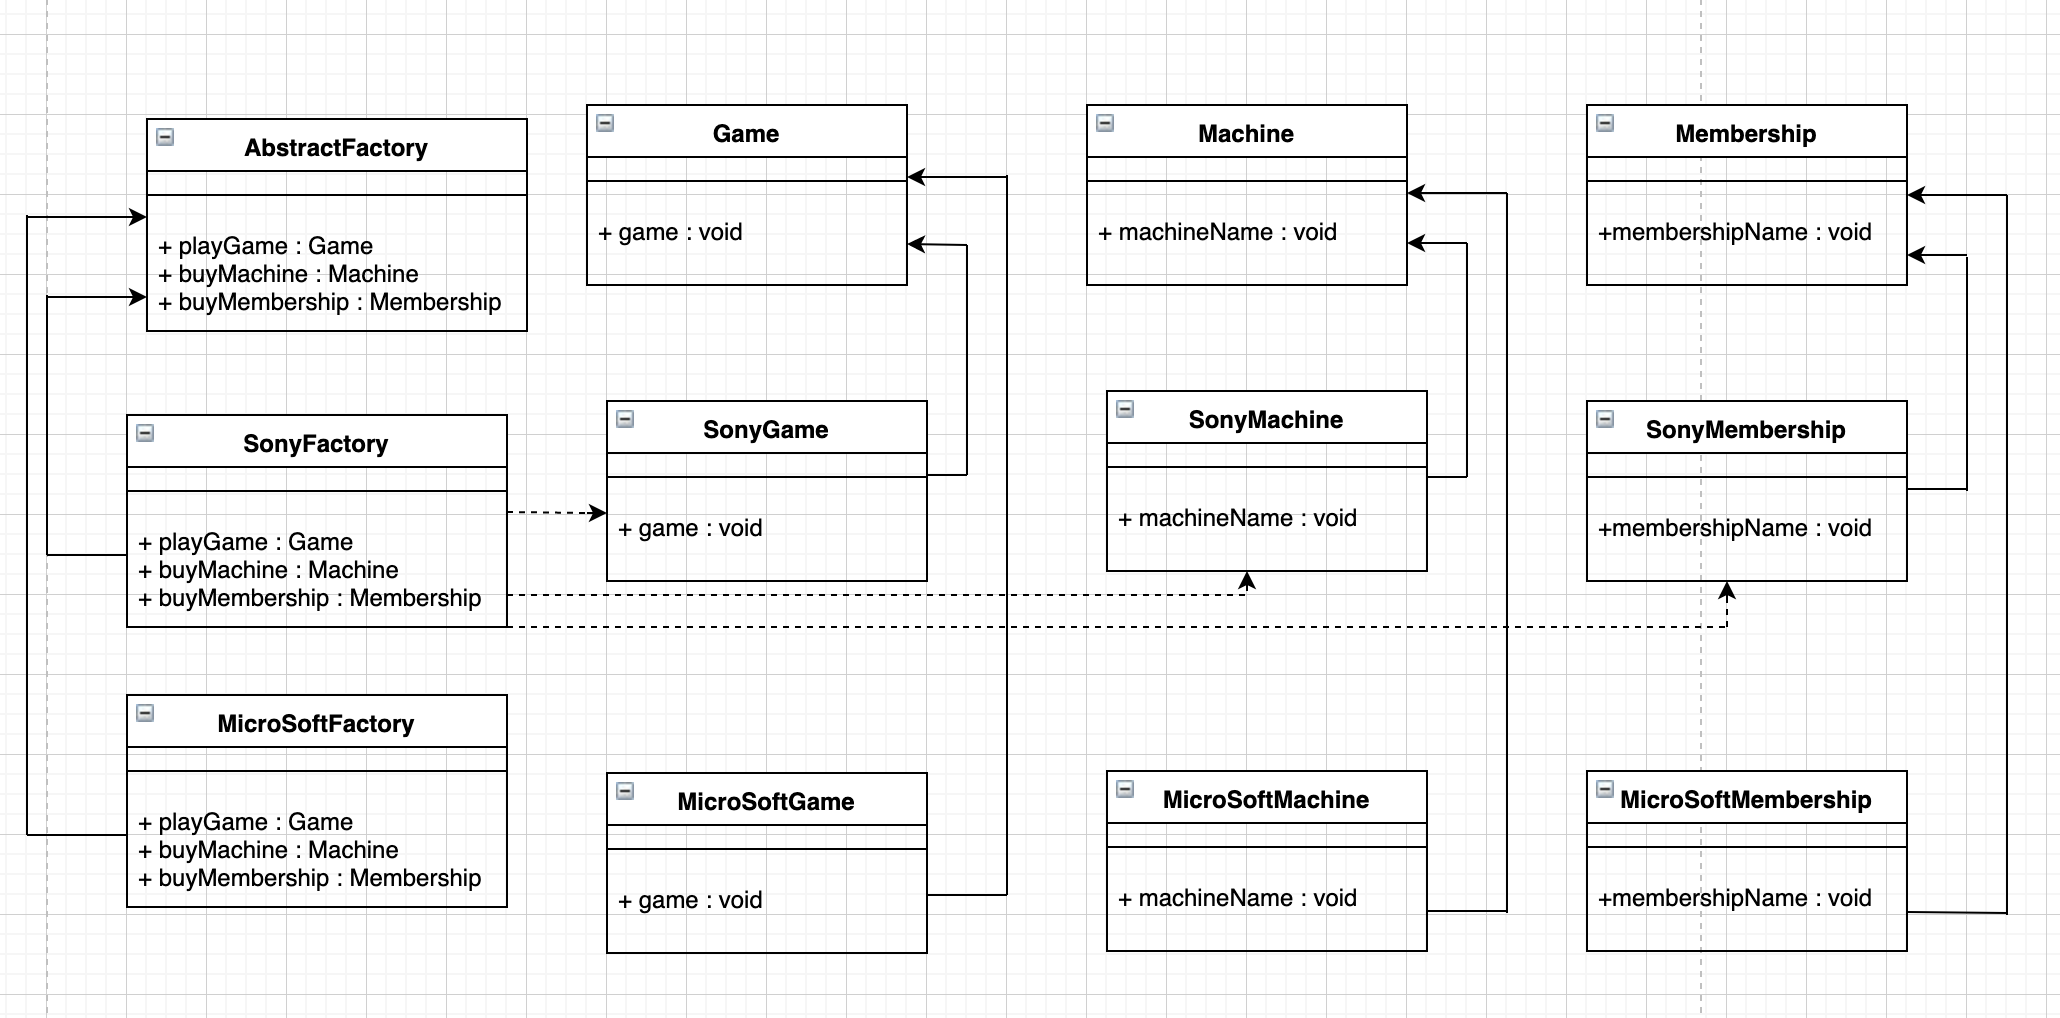 AbstractFactory
+ playGame : Game
+ buyMachine : Machine
+ buyMembership : Membership
Game
+ game : void
Machine
+ machineName : void
Membership
+membershipName : void
SonyFactory
+ playGame : Game
+ buyMachine : Machine
+ buyMembership : Membership
SonyGame
+ game : void
SonyMachine
+ machineName : void
SonyMembership
+membershipName : void
MicroSoftFactory
+ playGame : Game
+ buyMachine : Machine
+ buyMembership : Membership
MicroSoftGame
+ game : void
MicroSoftMachine
+ machineName : void
MicroSoftMembership
+membershipName : void